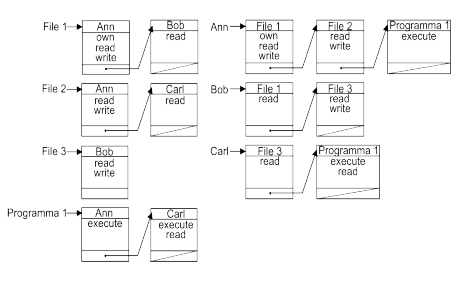 File 1
Ann
own
read
write
Bob
read
File 2
Ann
read
write
Carl
read
File 3
Bob
read
write
Programma 1
Ann
execute
Carl
execute
read
Ann
File 1
own
read
write
File 2
read
write
Programma 1
execute
Bob
File 1
read
File 3
read
write
Carl
File 3
read
Programma 1
execute
read